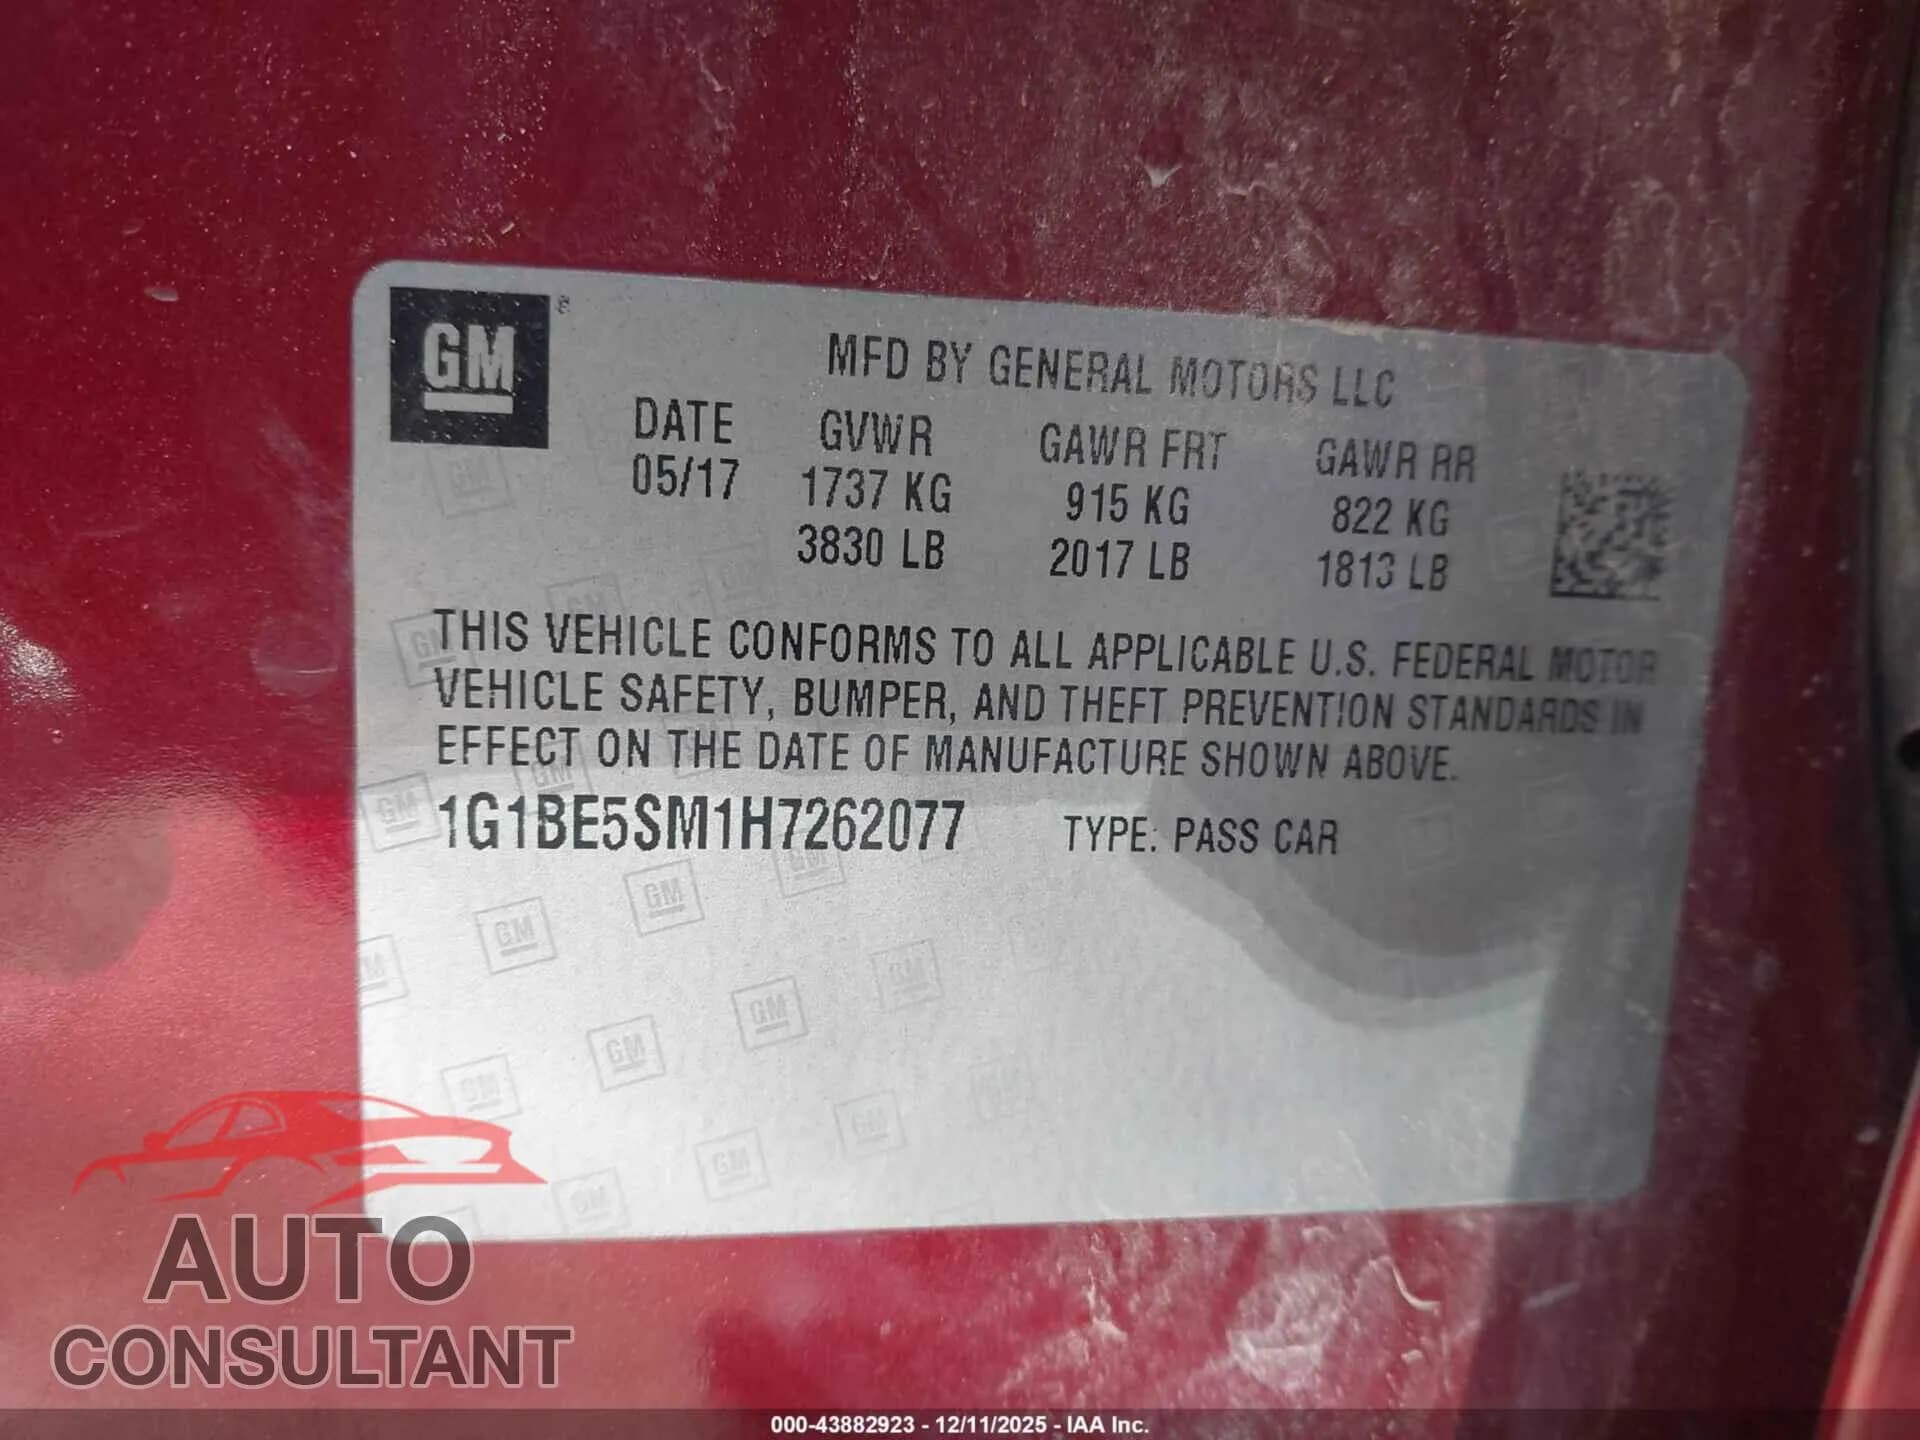 GM
MFD BY GENERAL MOTORS LLC
DATE GVWR GAWR FRT GAWR RR
05/17 1737 KG 915 KG 822 KG
3830 LB 2017 LB 1813 LB
THIS VEHICLE CONFORMS TO ALL APPLICABLE U.S. FEDERAL MOTOR
VEHICLE SAFETY, BUMPER, AND THEFT PREVENTION STANDARDS IN
EFFECT ON THE DATE OF MANUFACTURE SHOWN ABOVE.
1G1BE5SM1H7262077 TYPE: PASS CAR
AUTO
CONSULTANT
000-43882923 - 12/11/2025 - IAA Inc.